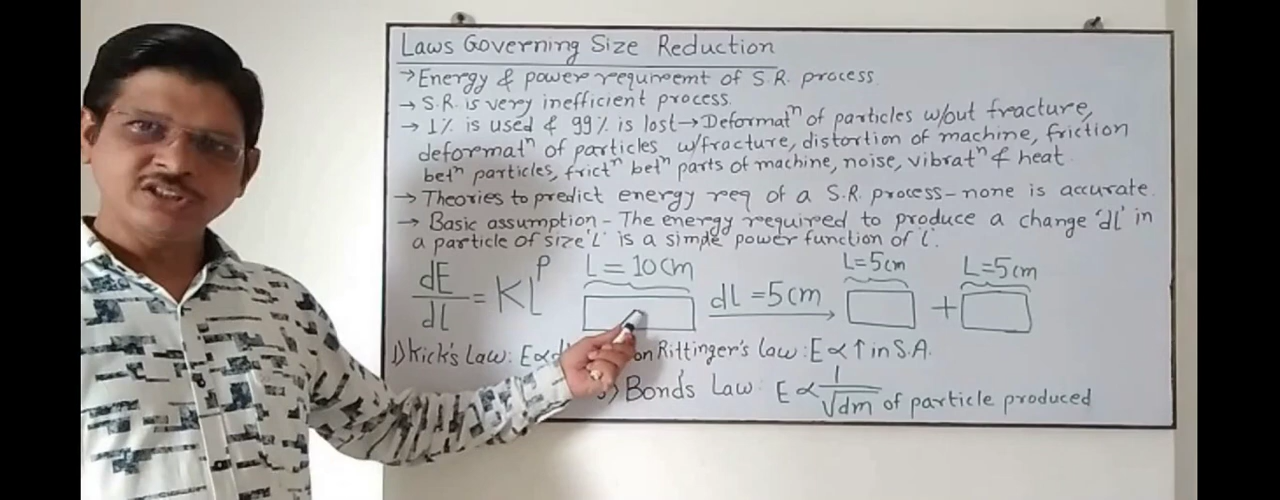 Laws Governing Size Reduction
→ Energy & power requiremt of S.R. process.
→ S.R. is very inefficient process.
→ 1% is used & 99% is lost → Deformatⁿ of particles w/out fracture,
deformatⁿ of particles w/fracture, distortion of machine, friction
betⁿ particles, frictⁿ betⁿ parts of machine, noise, vibratⁿ & heat
→ Theories to predict energy req of a S.R. process - none is accurate.
→ Basic assumption - The energy required to produce a change 'dL' in
a particle of size 'L' is a simple power function of L.
dE/dL = KL^P L = 10cm dL = 5cm L=5cm + L=5cm
1) Kick's Law: E∝d on Rittinger's law: E ∝ ↑ in S.A.
) Bond's Law: E ∝ 1/√dm of particle produced